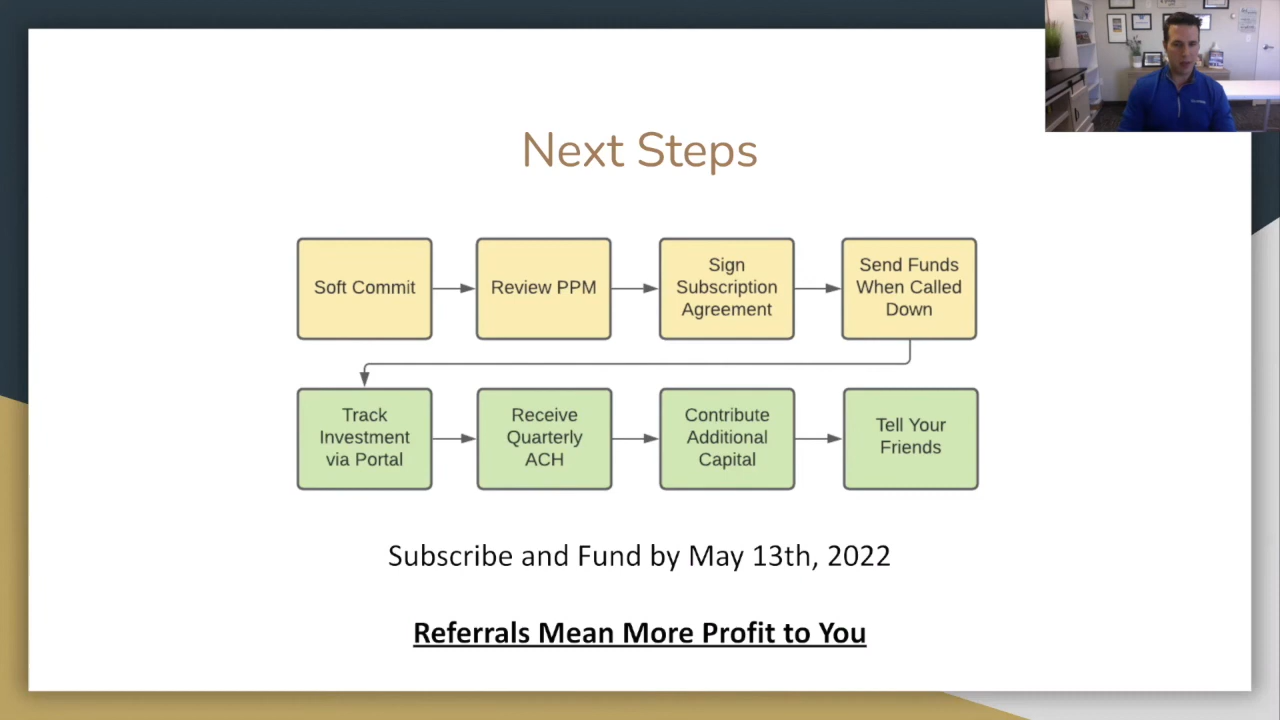 Next Steps
Soft Commit
Review PPM
Sign
Subscription
Agreement
Send Funds
When Called
Down
Track
Investment
via Portal
Receive
Quarterly
ACH
Contribute
Additional
Capital
Tell Your
Friends
Subscribe and Fund by May 13th, 2022
Referrals Mean More Profit to You